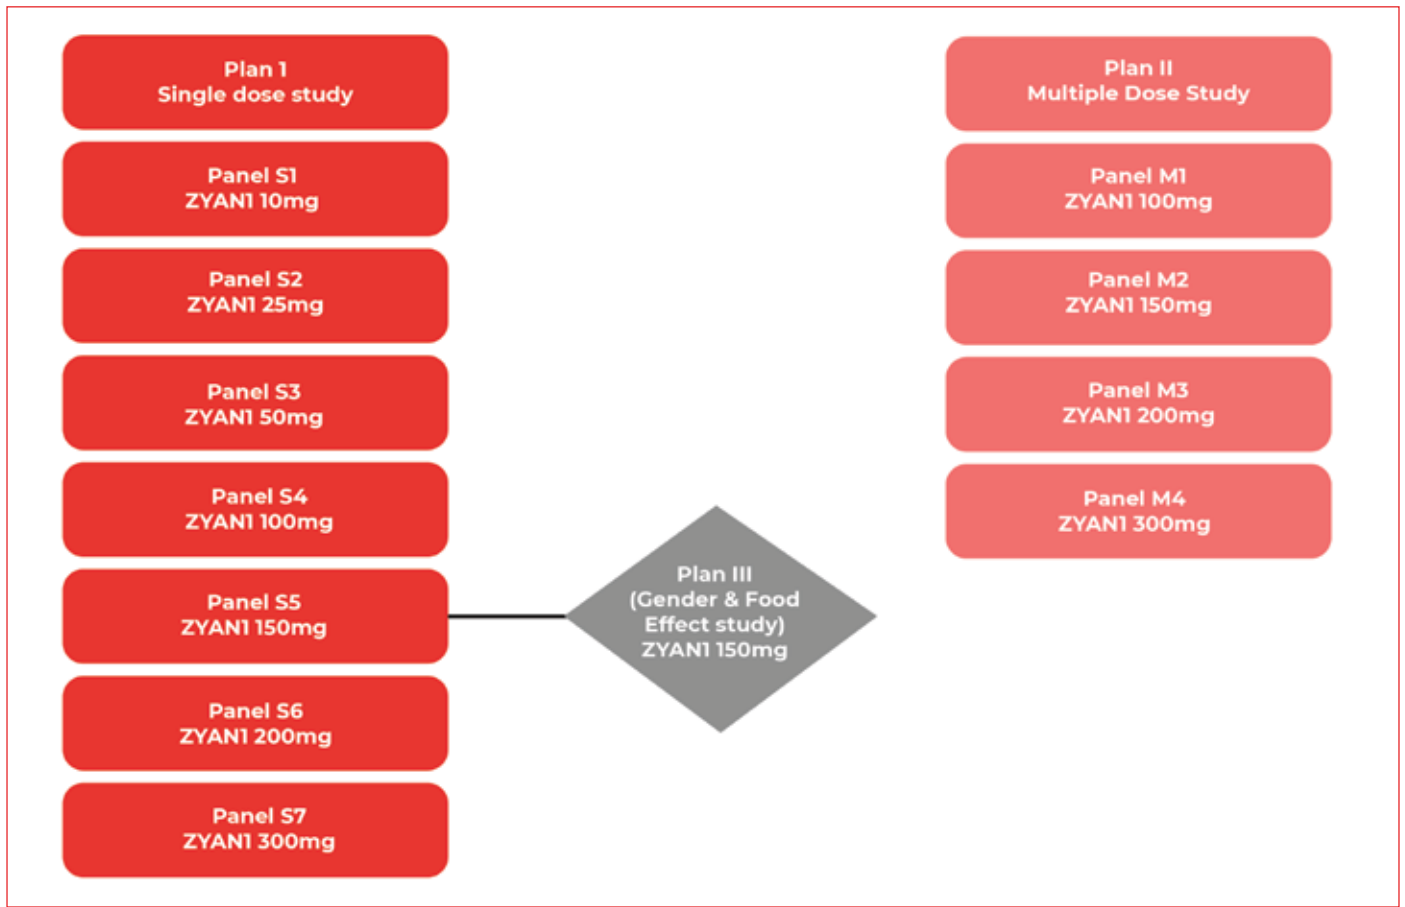 Plan 1
Single dose study
Panel S1
ZYAN1 10mg
Panel S2
ZYAN1 25mg
Panel S3
ZYAN1 50mg
Panel S4
ZYAN1 100mg
Panel S5
ZYAN1 150mg
Panel S6
ZYAN1 200mg
Panel S7
ZYAN1 300mg
Plan III
(Gender & Food
Effect study)
ZYAN1 150mg
Plan II
Multiple Dose Study
Panel M1
ZYAN1 100mg
Panel M2
ZYAN1 150mg
Panel M3
ZYAN1 200mg
Panel M4
ZYAN1 300mg